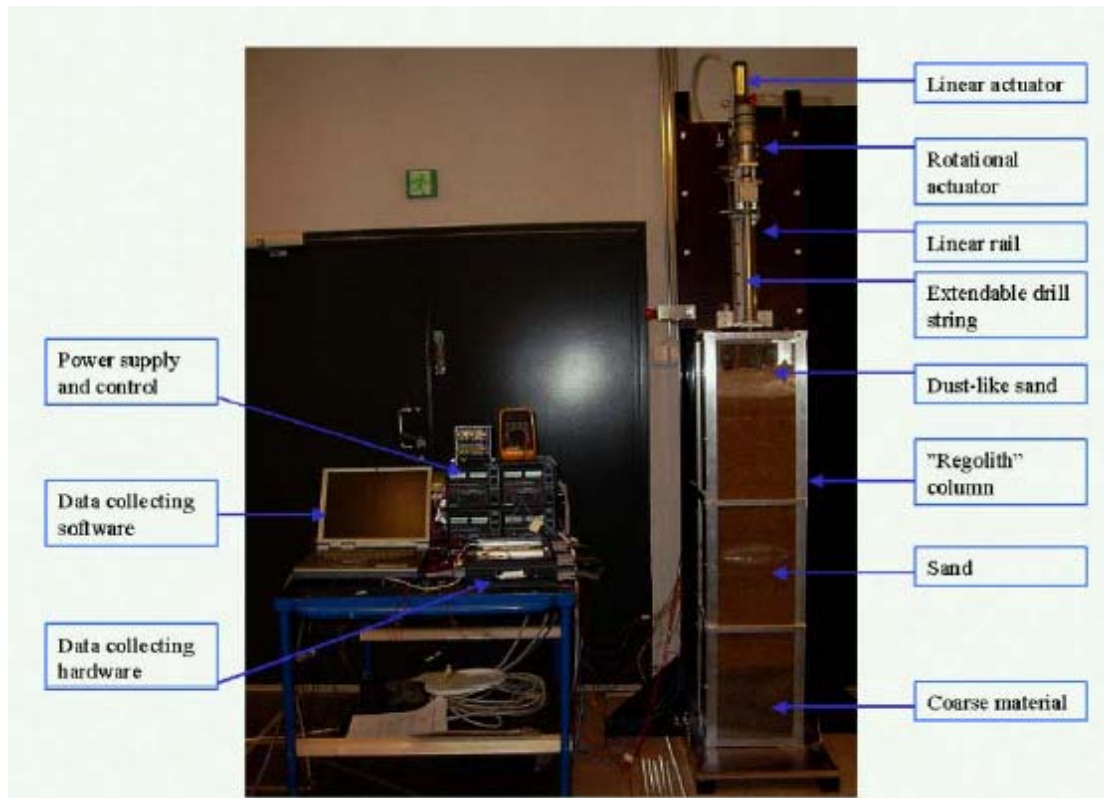 Linear actuator
Rotational
actuator
Linear rail
Extendable drill
string
Dust-like sand
"Regolith"
column
Sand
Coarse material
Power supply
and control
Data collecting
software
Data collecting
hardware